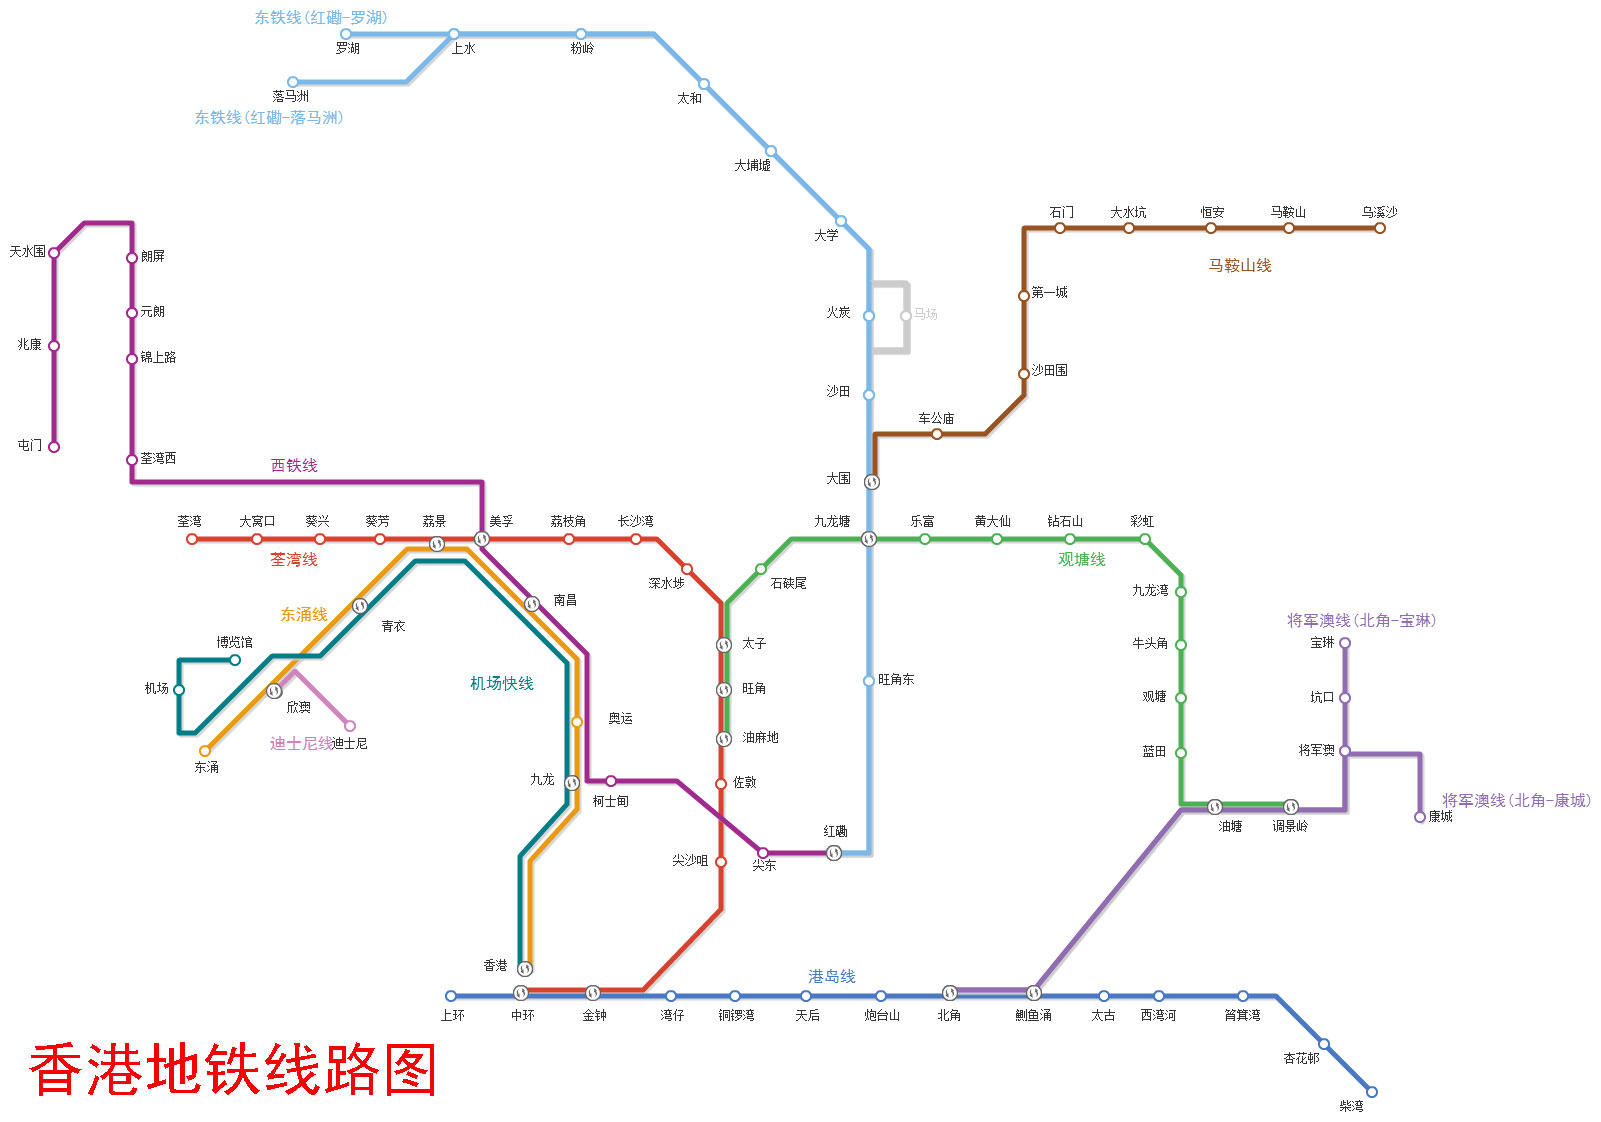 东铁线(红磡-罗湖)
罗湖
上水
粉岭
落马洲
东铁线(红磡-落马洲)
太和
大埔墟
大学
石门
大水坑
恒安
马鞍山
乌溪沙
天水围
朗屏
马鞍山线
火炭
马场
第一城
元朗
兆康
锦上路
沙田围
沙田
车公庙
屯门
荃湾西
西铁线
大围
荃湾
大窝口
葵兴
葵芳
荔景
美孚
荔枝角
长沙湾
九龙塘
乐富
黄大仙
钻石山
彩虹
荃湾线
观塘线
深水埗
石硖尾
九龙湾
东涌线
南昌
青衣
将军澳线(北角-宝琳)
博览馆
太子
牛头角
宝琳
机场
机场快线
旺角
旺角东
观塘
坑口
欣澳
奥运
迪士尼线
迪士尼
油麻地
蓝田
将军澳
东涌
九龙
佐敦
柯士甸
将军澳线(北角-康城)
康城
红磡
油塘
调景岭
尖沙咀
尖东
香港
港岛线
上环
中环
金钟
湾仔
铜锣湾
天后
炮台山
北角
鲗鱼涌
太古
西湾河
筲箕湾
杏花邨
柴湾
香港地铁线路图